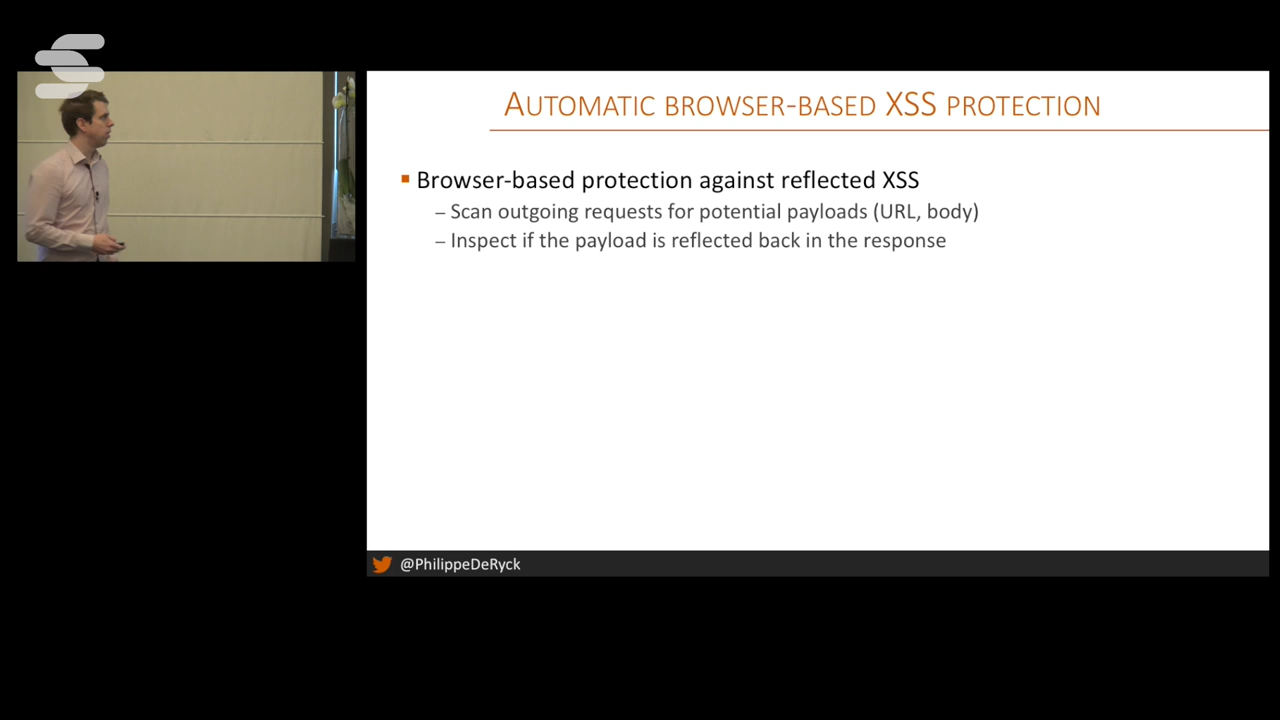 AUTOMATIC BROWSER-BASED XSS PROTECTION
▪ Browser-based protection against reflected XSS
– Scan outgoing requests for potential payloads (URL, body)
– Inspect if the payload is reflected back in the response
@PhilippeDeRyck